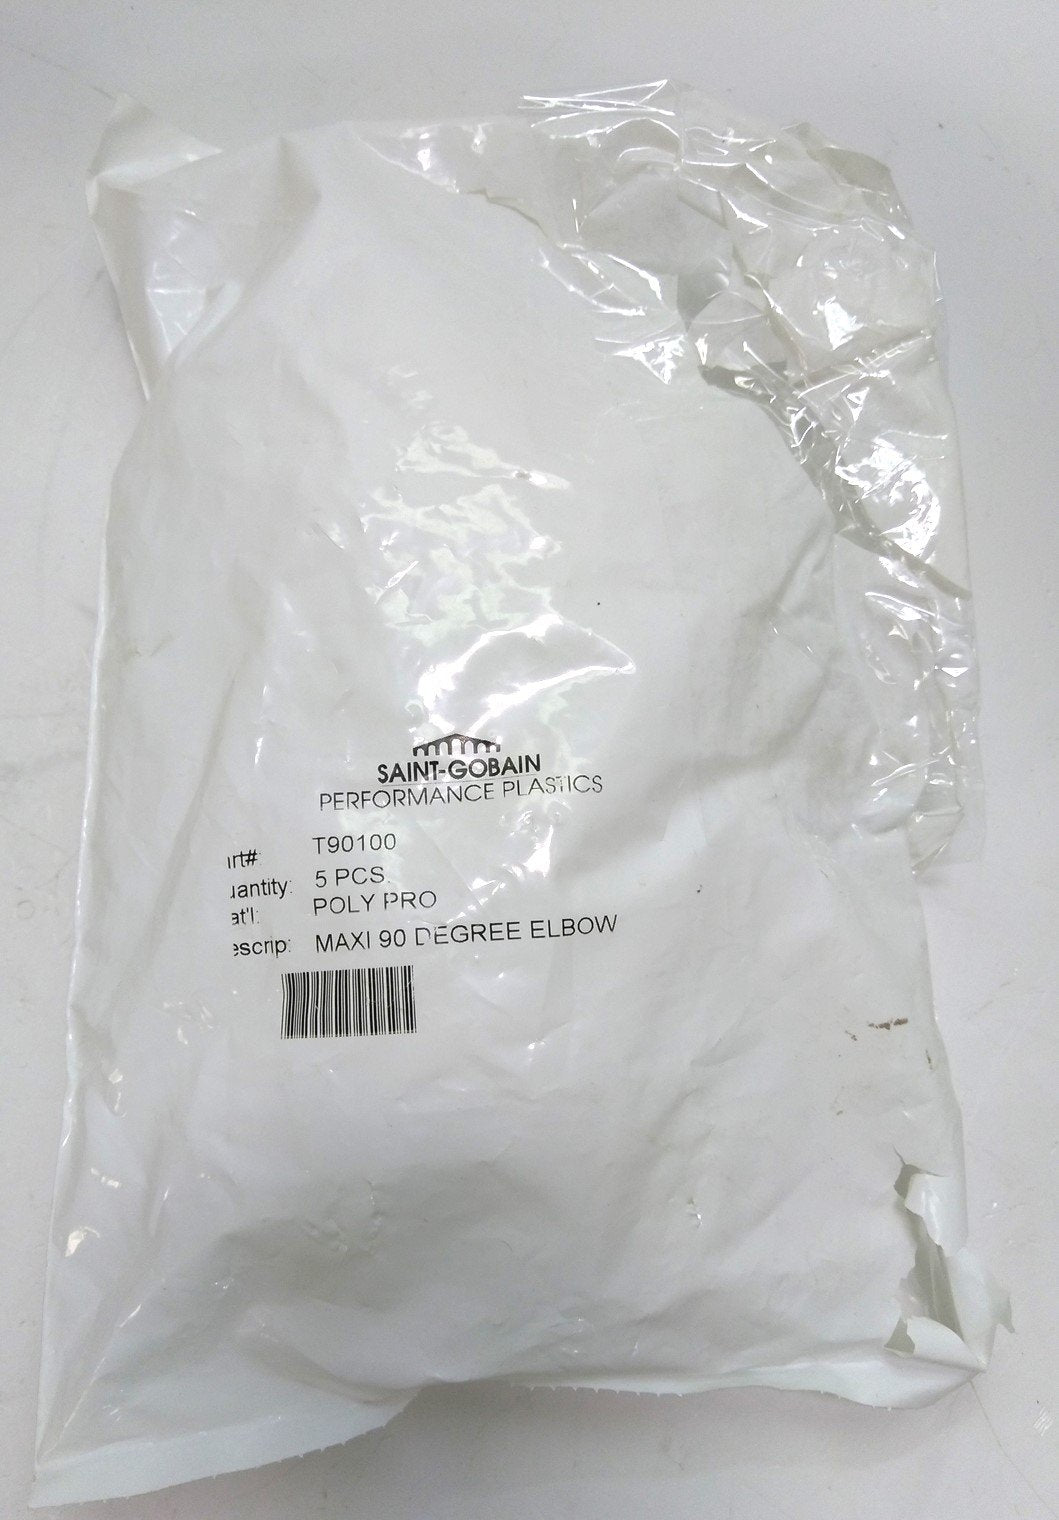 SAINT-GOBAIN
PERFORMANCE PLASTICS
art#: T90100
uantity: 5 PCS.
at'l: POLY PRO
escrip: MAXI 90 DEGREE ELBOW